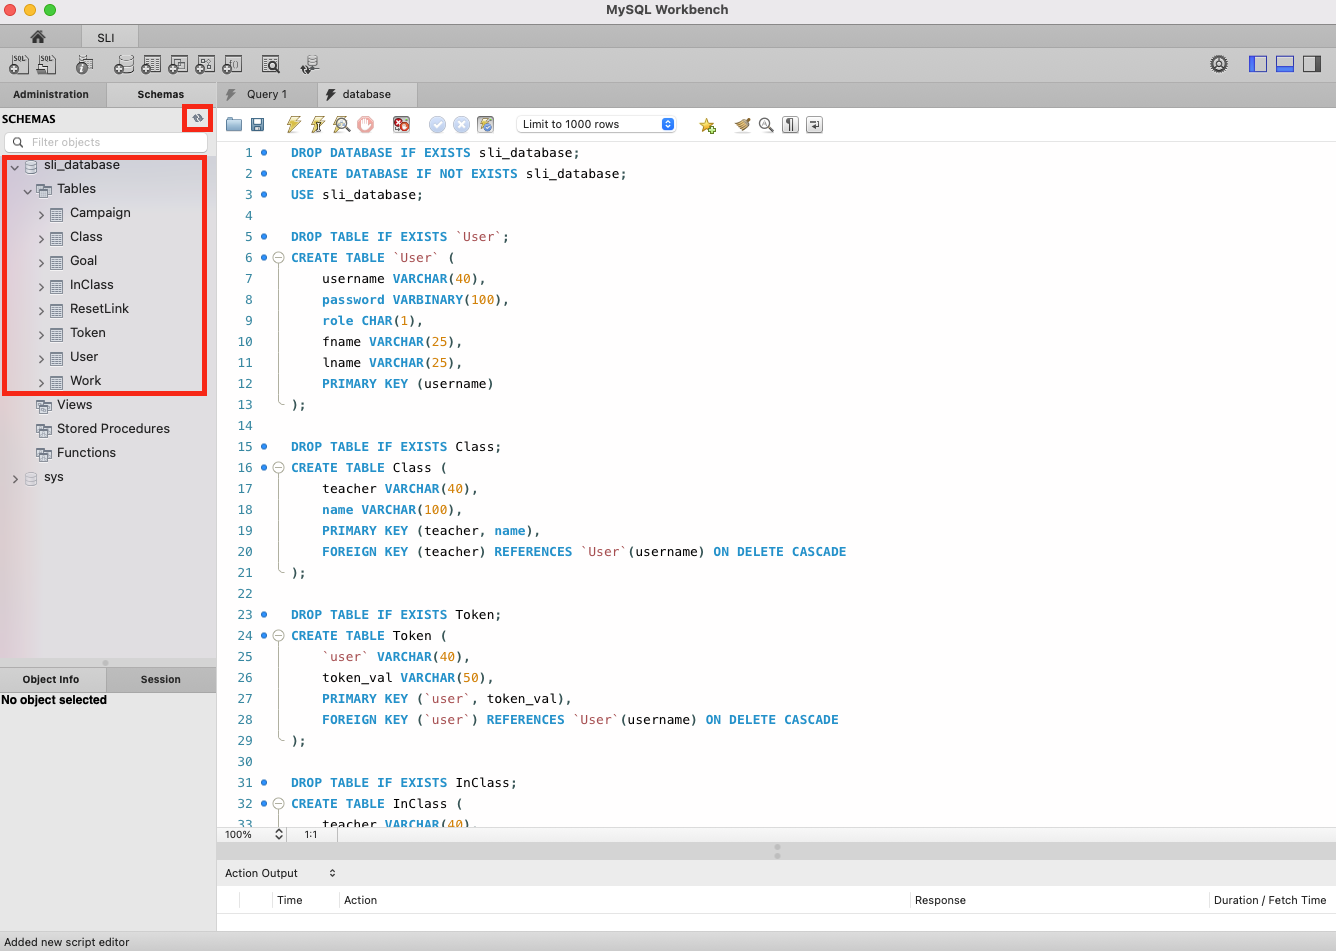 MySQL Workbench
SLI
SQL SQL
Administration Schemas Query 1 database
SCHEMAS
Filter objects
Limit to 1000 rows
sli_database
Tables
Campaign
Class
Goal
InClass
ResetLink
Token
User
Work
Views
Stored Procedures
Functions
sys
Object Info Session
No object selected
1 DROP DATABASE IF EXISTS sli_database;
2 CREATE DATABASE IF NOT EXISTS sli_database;
3 USE sli_database;
4
5 DROP TABLE IF EXISTS `User`;
6 CREATE TABLE `User` (
7 username VARCHAR(40),
8 password VARBINARY(100),
9 role CHAR(1),
10 fname VARCHAR(25),
11 lname VARCHAR(25),
12 PRIMARY KEY (username)
13 );
14
15 DROP TABLE IF EXISTS Class;
16 CREATE TABLE Class (
17 teacher VARCHAR(40),
18 name VARCHAR(100),
19 PRIMARY KEY (teacher, name),
20 FOREIGN KEY (teacher) REFERENCES `User`(username) ON DELETE CASCADE
21 );
22
23 DROP TABLE IF EXISTS Token;
24 CREATE TABLE Token (
25 `user` VARCHAR(40),
26 token_val VARCHAR(50),
27 PRIMARY KEY (`user`, token_val),
28 FOREIGN KEY (`user`) REFERENCES `User`(username) ON DELETE CASCADE
29 );
30
31 DROP TABLE IF EXISTS InClass;
32 CREATE TABLE InClass (
33 teacher VARCHAR(40),
100% 1:1
Action Output
Time Action Response Duration / Fetch Time
Added new script editor